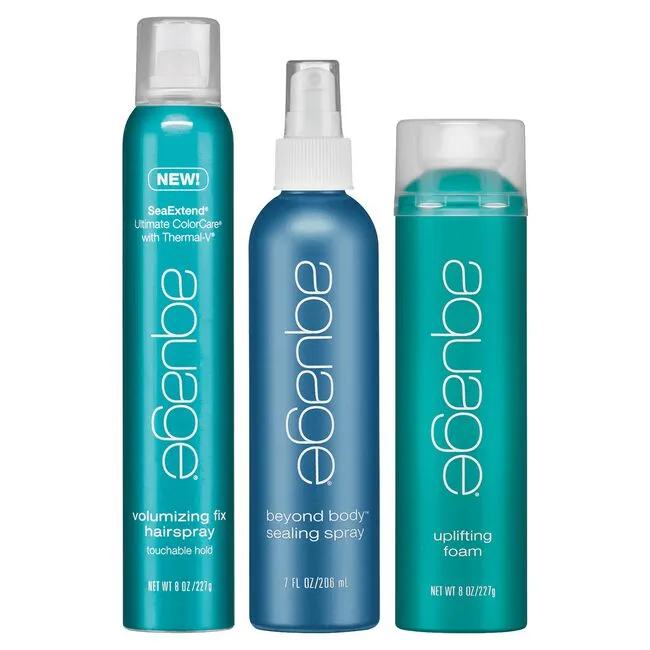 NEW!
SeaExtend®
Ultimate ColorCare®
with Thermal-V®
aquage®
volumizing fix
hairspray
touchable hold
NET WT 8 OZ/227g
aquage®
beyond body™
sealing spray
7 FL OZ/206 mL
aquage®
uplifting
foam
NET WT 8 OZ/227g